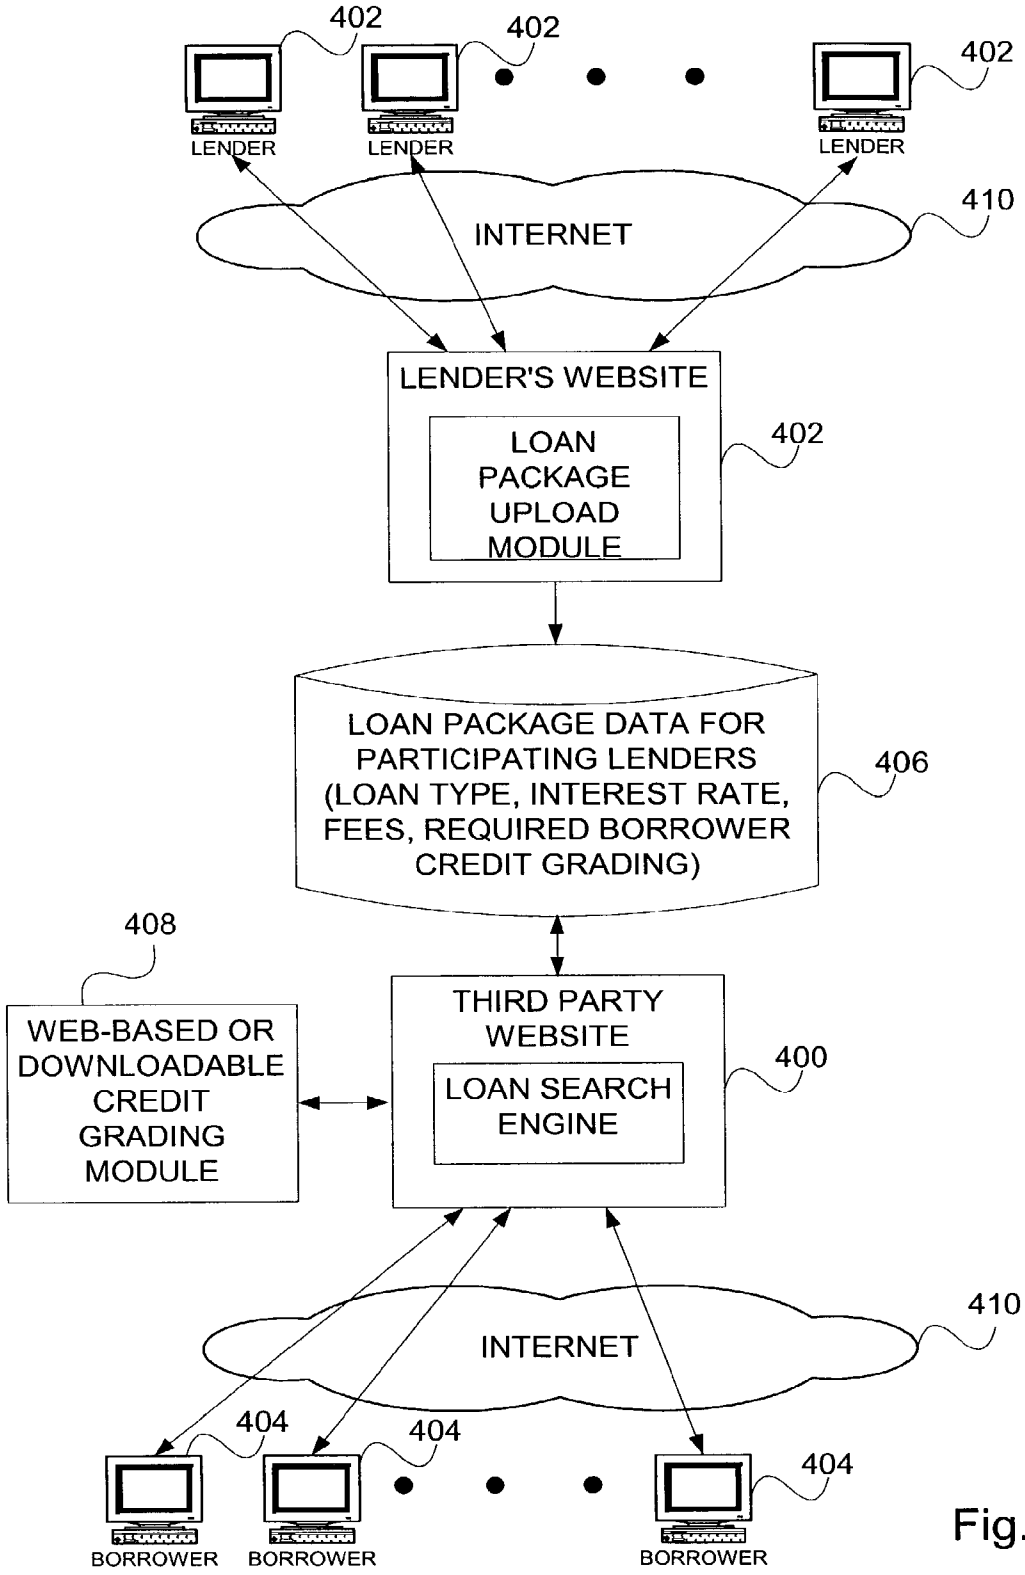 402
402
402
LENDER
LENDER
LENDER
410
INTERNET
LENDER'S WEBSITE
402
LOAN
PACKAGE
UPLOAD
MODULE
LOAN PACKAGE DATA FOR
PARTICIPATING LENDERS
(LOAN TYPE, INTEREST RATE,
FEES, REQUIRED BORROWER
CREDIT GRADING)
406
408
WEB-BASED OR
DOWNLOADABLE
CREDIT
GRADING
MODULE
THIRD PARTY
WEBSITE
400
LOAN SEARCH
ENGINE
410
INTERNET
404
404
404
BORROWER
BORROWER
BORROWER
Fig.